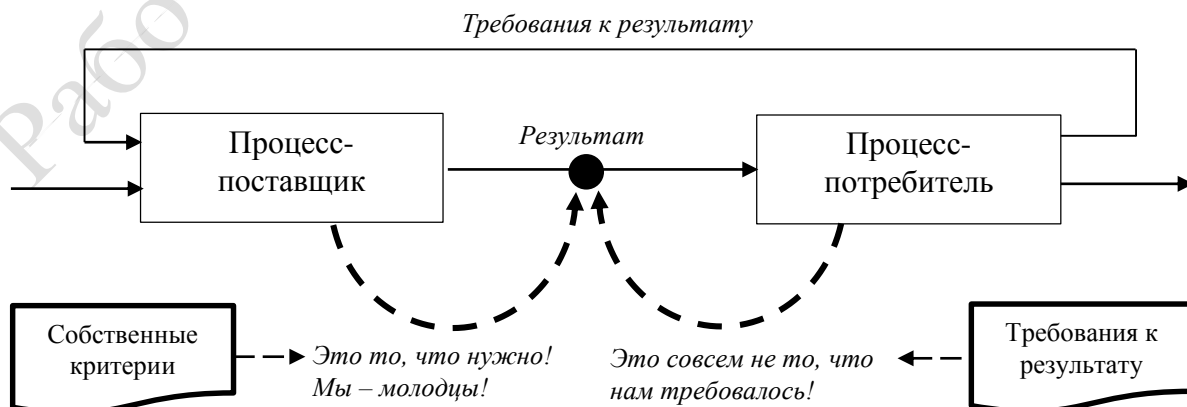 Рабо
Требования к результату
Процесс-
поставщик
Результат
Процесс-
потребитель
Собственные
критерии
Это то, что нужно!
Мы – молодцы!
Это совсем не то, что
нам требовалось!
Требования к
результату